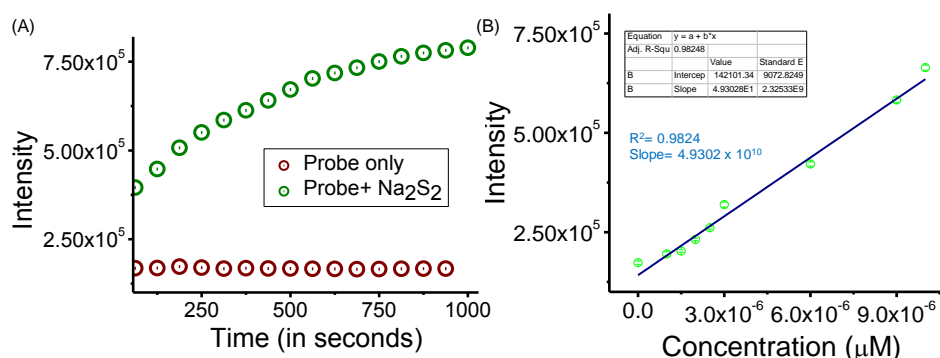 (A)
7.50x10⁵
5.00x10⁵
2.50x10⁵
Intensity
Probe only
Probe+ Na₂S₂
250
500
750
1000
Time (in seconds)
(B)
Equation y = a + b*x
Adj. R-Squ 0.98248
Value Standard E
B Intercep 142101.34 9072.8249
B Slope 4.93028E1 2.32533E9
R²= 0.9824
Slope= 4.9302 x 10¹⁰
7.50x10⁵
5.00x10⁵
2.50x10⁵
Intensity
0.0
3.0x10⁻⁶
6.0x10⁻⁶
9.0x10⁻⁶
Concentration (µM)